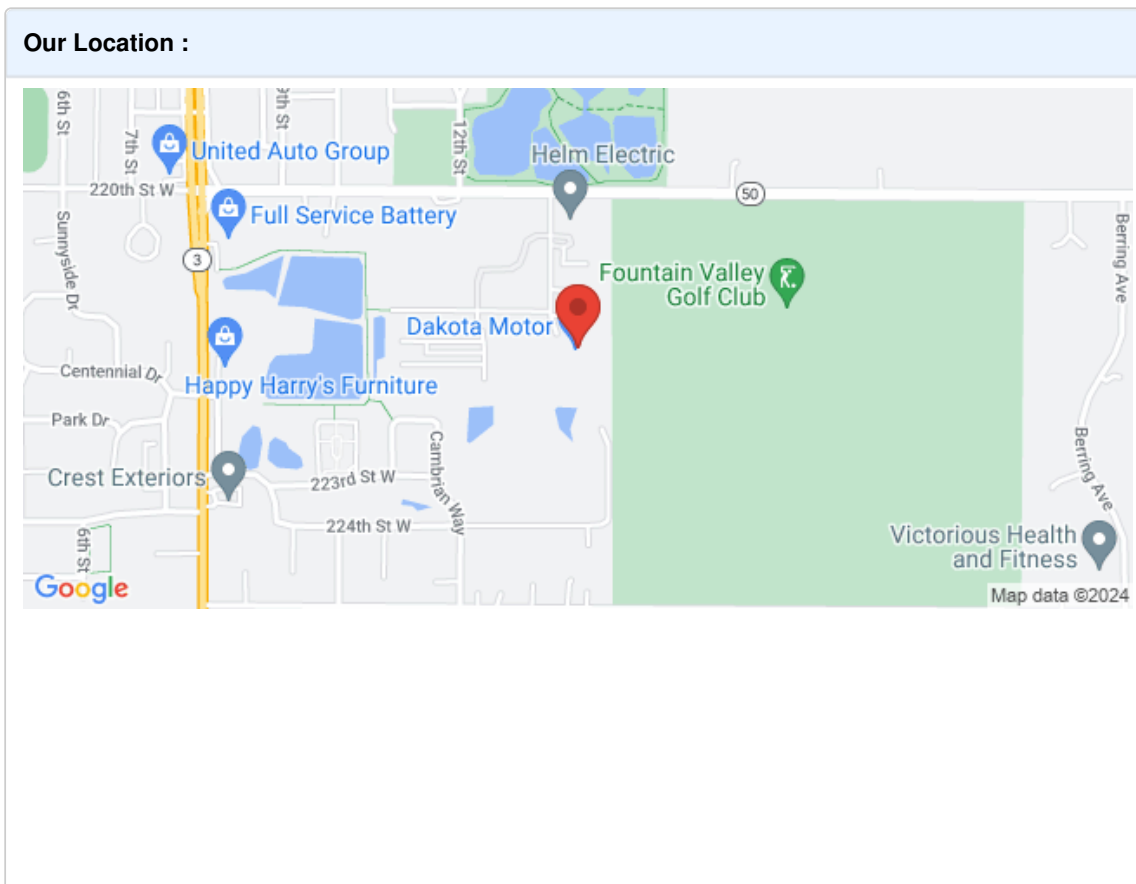 Our Location :
6th St
7th St
9th St
12th St
United Auto Group
Helm Electric
220th St W
50
Full Service Battery
Sunnyside Dr
Berring Ave
3
Fountain Valley
Golf Club
Dakota Motor
Centennial Dr
Happy Harry's Furniture
Park Dr
Cambrian Way
Berring Ave
Crest Exteriors
223rd St W
224th St W
6th St
Victorious Health
and Fitness
Google
Map data ©2024